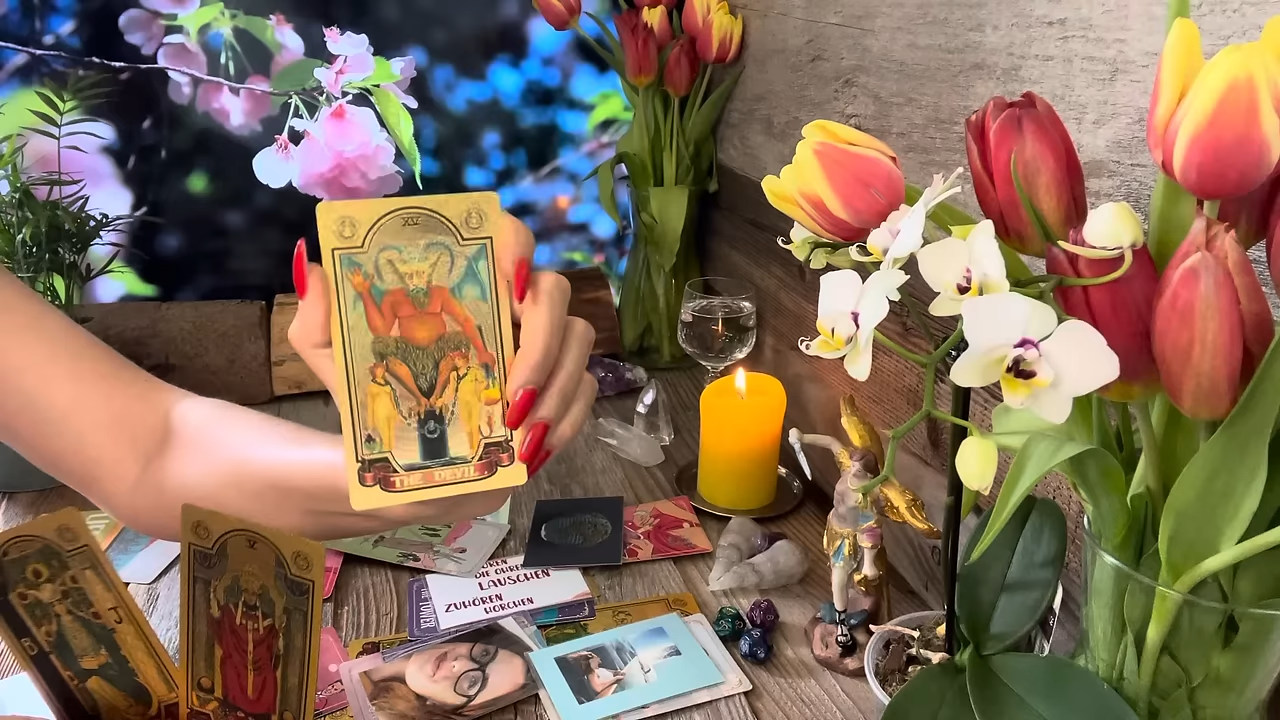 XV
THE DEVIL
V
B
J
DIE OHREN
LAUSCHEN
ZUHÖREN
HORCHEN
THE TOWER